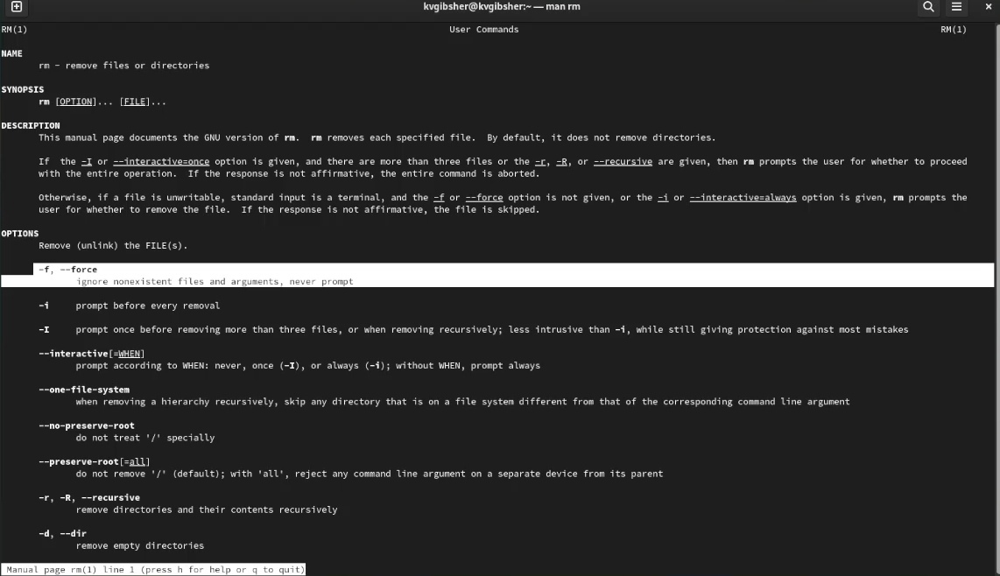 kvgibsher@kvgibsher:~ — man rm
RM(1) User Commands RM(1)
NAME
rm - remove files or directories
SYNOPSIS
rm [OPTION]... [FILE]...
DESCRIPTION
This manual page documents the GNU version of rm. rm removes each specified file. By default, it does not remove directories.
If the -I or --interactive=once option is given, and there are more than three files or the -r, -R, or --recursive are given, then rm prompts the user for whether to proceed
with the entire operation. If the response is not affirmative, the entire command is aborted.
Otherwise, if a file is unwritable, standard input is a terminal, and the -f or --force option is not given, or the -i or --interactive=always option is given, rm prompts the
user for whether to remove the file. If the response is not affirmative, the file is skipped.
OPTIONS
Remove (unlink) the FILE(s).
-f, --force
ignore nonexistent files and arguments, never prompt
-i prompt before every removal
-I prompt once before removing more than three files, or when removing recursively; less intrusive than -i, while still giving protection against most mistakes
--interactive[=WHEN]
prompt according to WHEN: never, once (-I), or always (-i); without WHEN, prompt always
--one-file-system
when removing a hierarchy recursively, skip any directory that is on a file system different from that of the corresponding command line argument
--no-preserve-root
do not treat '/' specially
--preserve-root[=all]
do not remove '/' (default); with 'all', reject any command line argument on a separate device from its parent
-r, -R, --recursive
remove directories and their contents recursively
-d, --dir
remove empty directories
Manual page rm(1) line 1 (press h for help or q to quit)